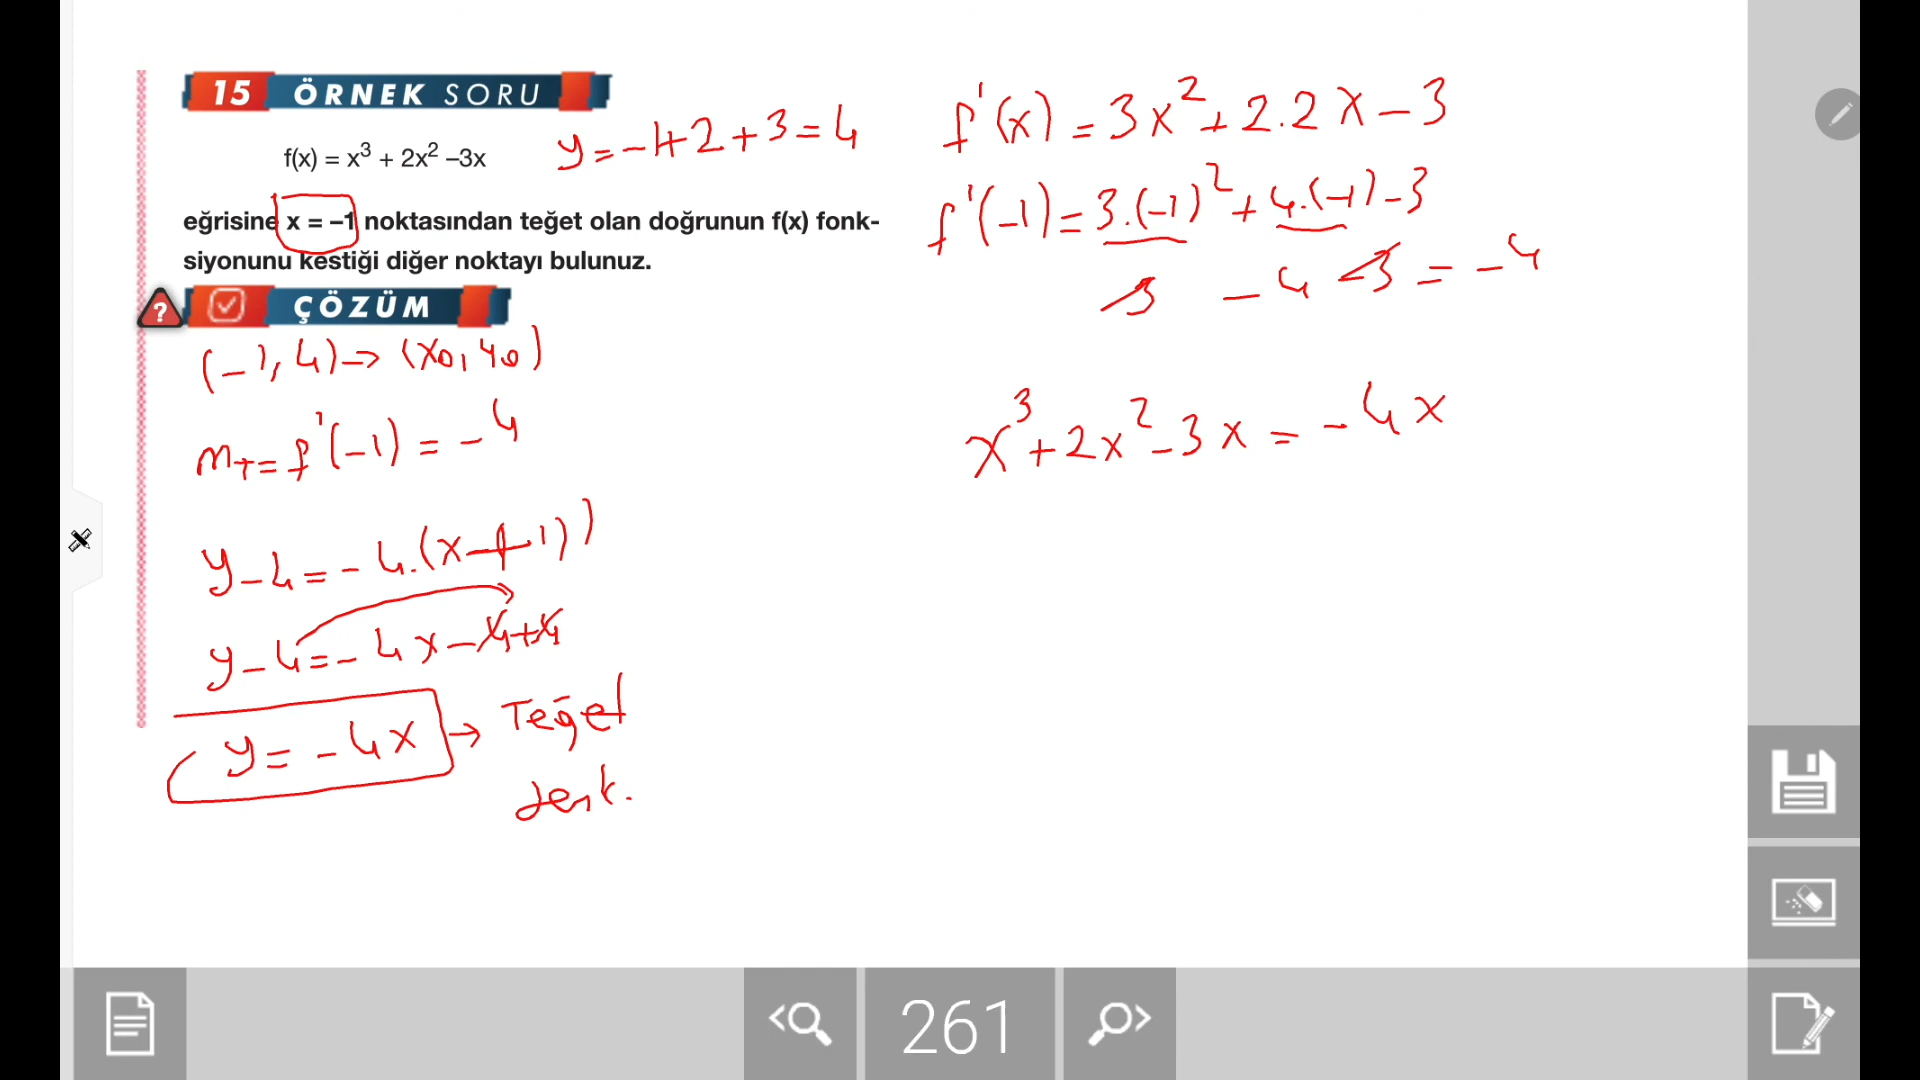 15 ÖRNEK SORU
f(x) = x³ + 2x² –3x
y = -1+2+3=4
eğrisine x = –1 noktasından teğet olan doğrunun f(x) fonk-
siyonunu kestiği diğer noktayı bulunuz.
? ÇÖZÜM
(-1,4)→(x₀,y₀)
m_T = f'(-1) = -4
y-4=-4.(x-(-1))
y-4=-4x-4+4
y=-4x → Teğet
denk.
f'(x) = 3x²+2.2x-3
f'(-1)=3.(-1)²+4.(-1)-3
3 -4 -3 = -4
x³+2x²-3x = -4x
261